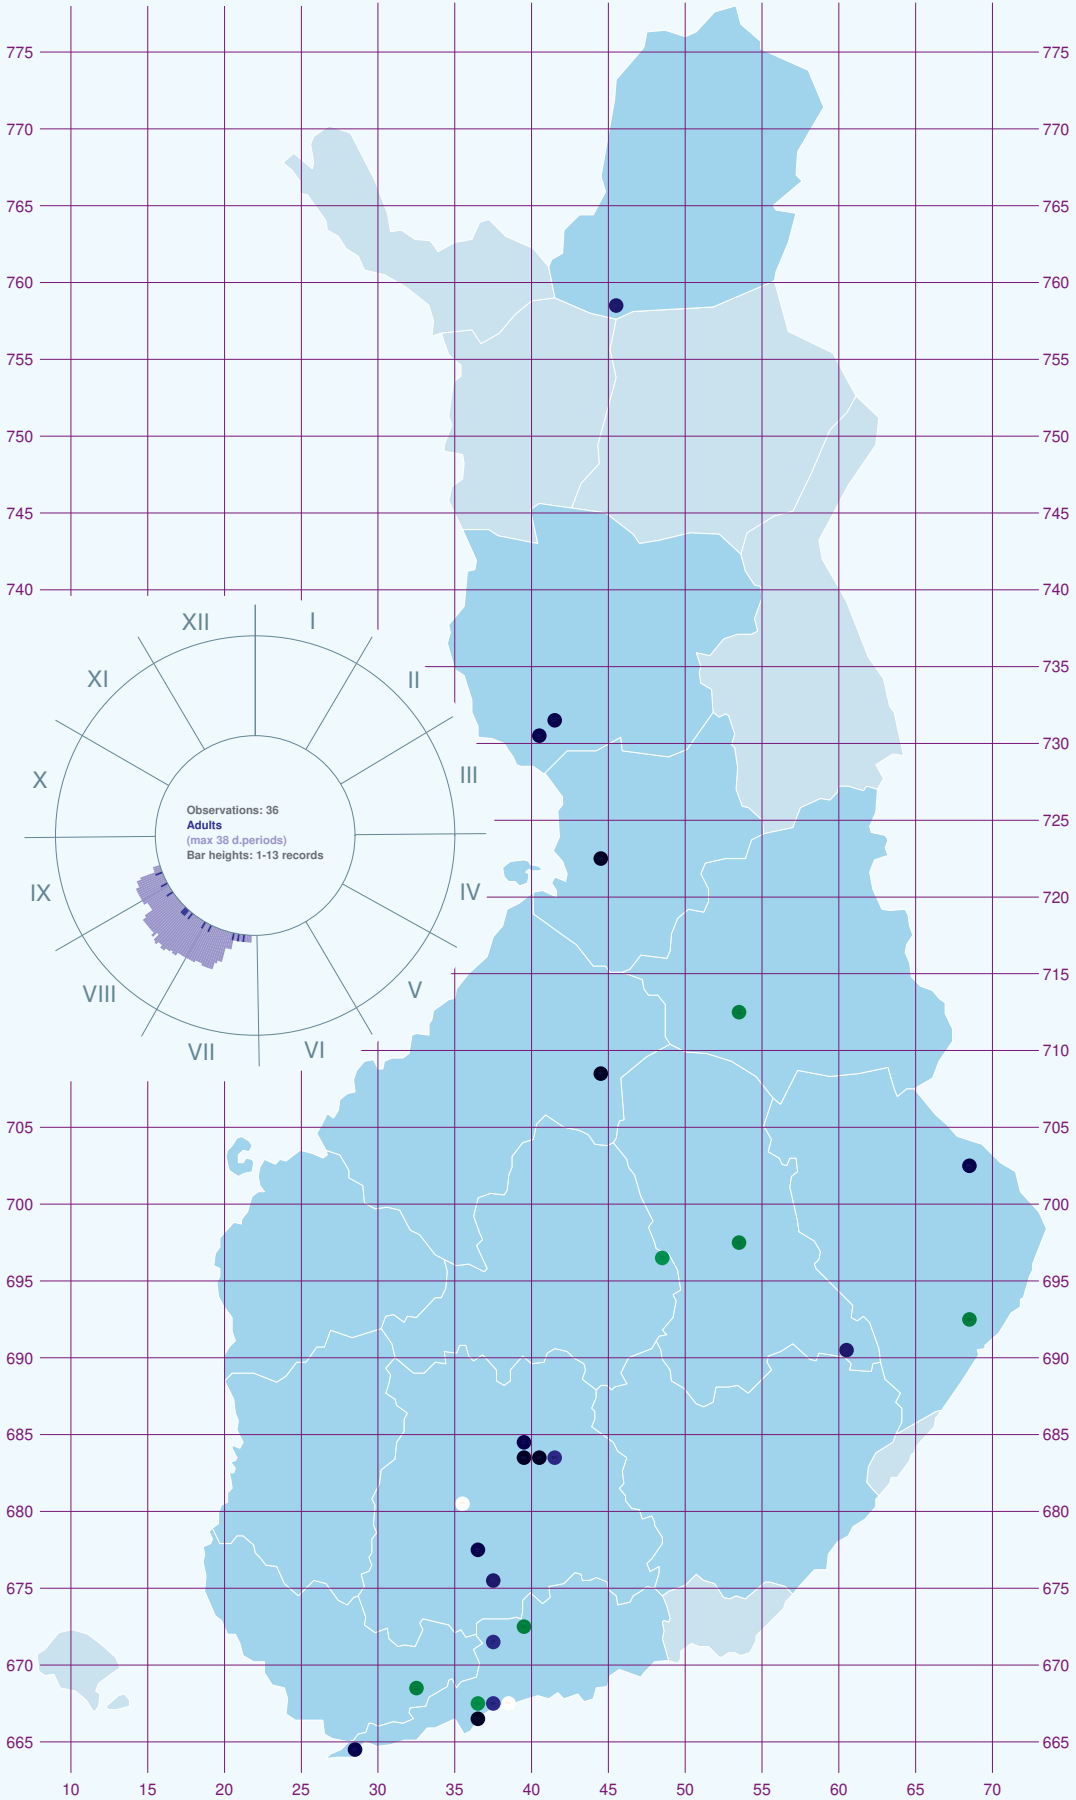 775 775
770 770
765 765
760 760
755 755
750 750
745 745
740 740
XII I
XI II
735
X III
730
Observations: 36
Adults
(max 38 d.periods)
Bar heights: 1-13 records
725
IX IV
720
VIII V
715
VII VI
710
705 705
700 700
695 695
690 690
685 685
680 680
675 675
670 670
665 665
10 15 20 25 30 35 40 45 50 55 60 65 70